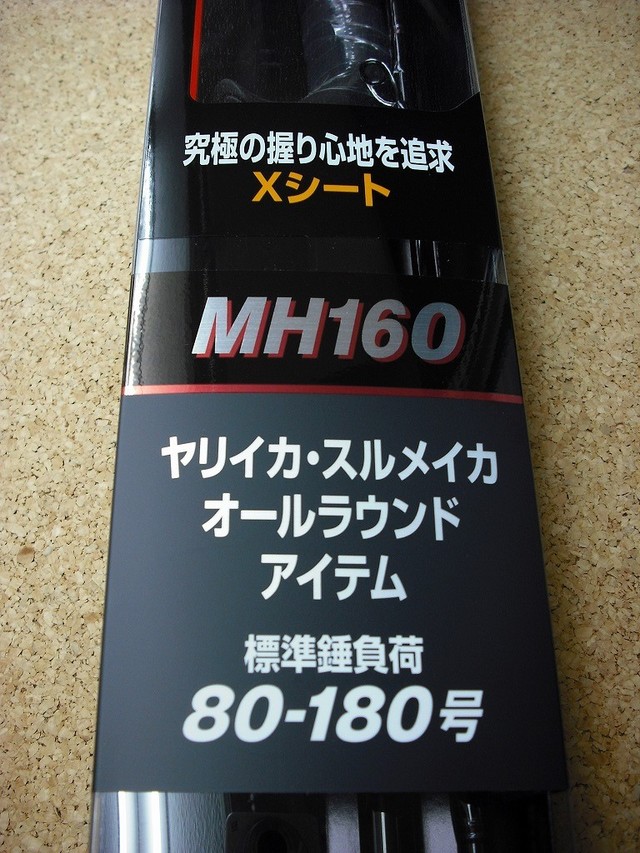 究極の握り心地を追求
Xシート
MH160
ヤリイカ・スルメイカ
オールラウンド
アイテム
標準錘負荷
80-180号